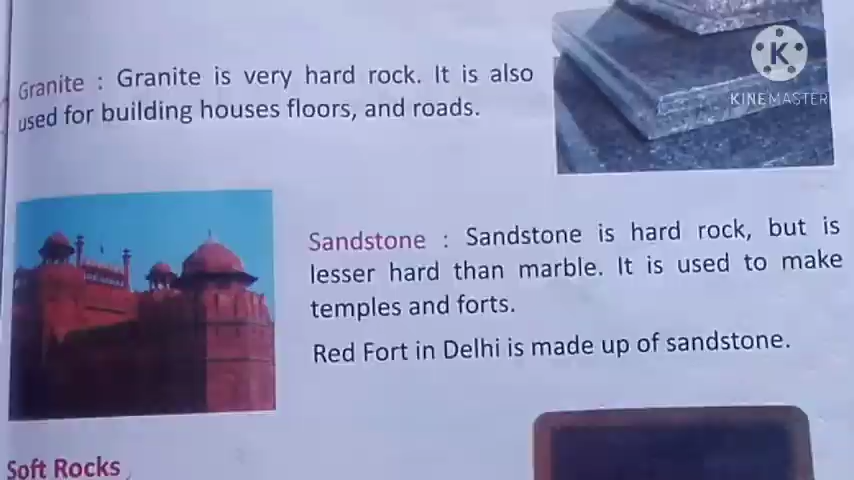 Granite : Granite is very hard rock. It is also
used for building houses floors, and roads.
K
KINEMASTER
Sandstone : Sandstone is hard rock, but is
lesser hard than marble. It is used to make
temples and forts.
Red Fort in Delhi is made up of sandstone.
Soft Rocks